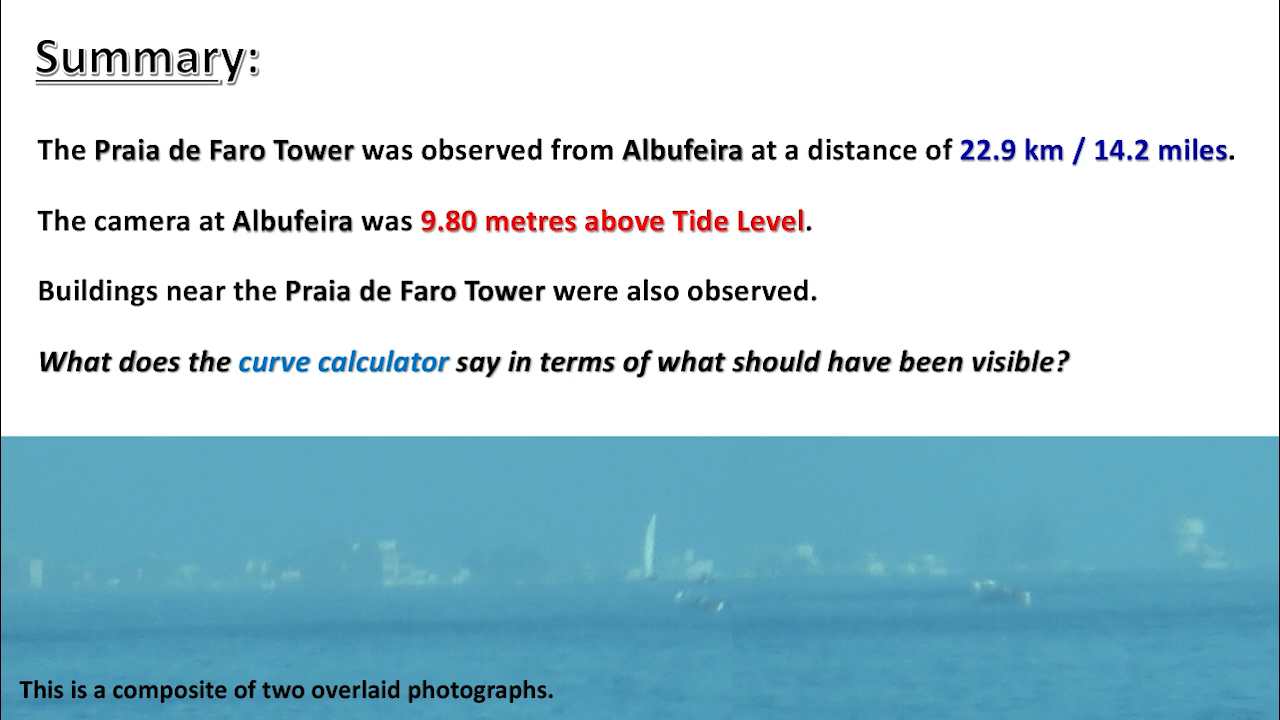 Summary:
The Praia de Faro Tower was observed from Albufeira at a distance of 22.9 km / 14.2 miles.
The camera at Albufeira was 9.80 metres above Tide Level.
Buildings near the Praia de Faro Tower were also observed.
What does the curve calculator say in terms of what should have been visible?
This is a composite of two overlaid photographs.